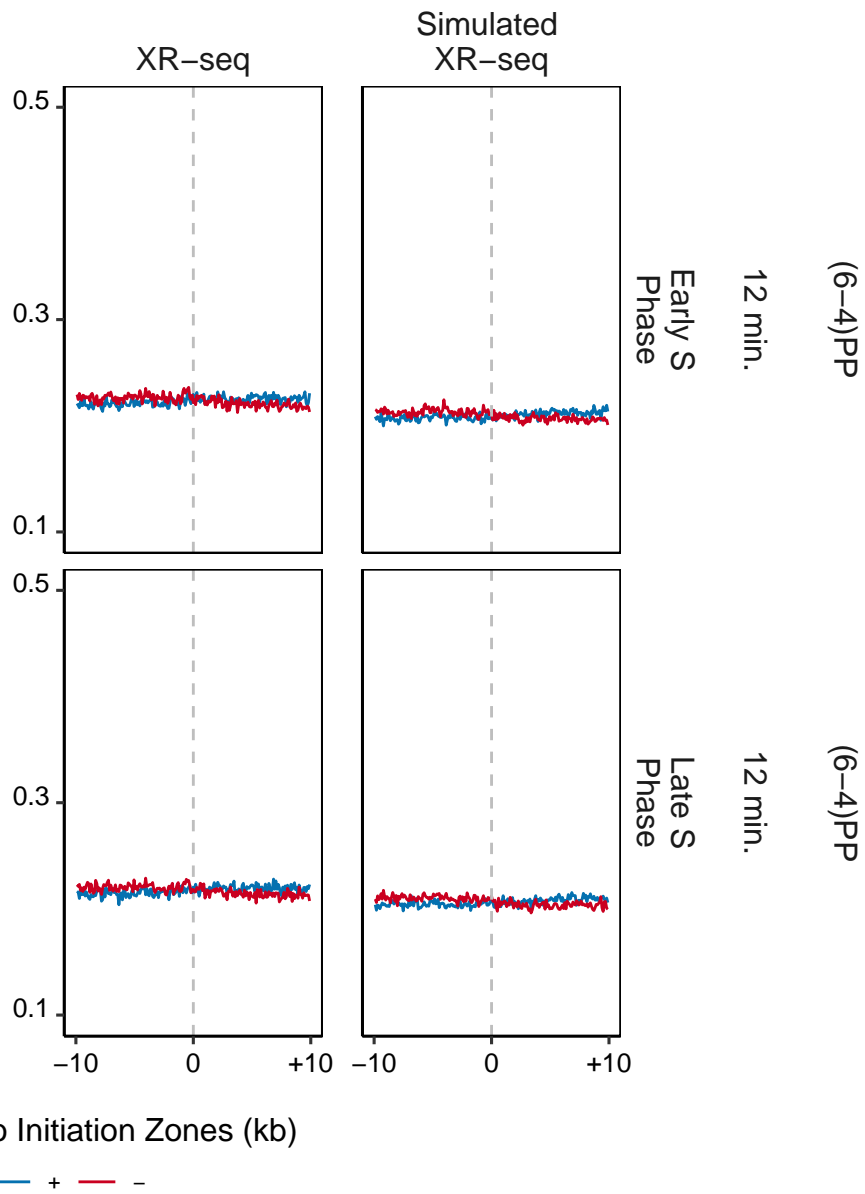 XR−seq
Simulated
XR−seq
0.5
0.3
0.1
Early S
Phase
12 min.
(6−4)PP
0.5
0.3
0.1
Late S
Phase
12 min.
(6−4)PP
−10 0 +10 −10 0 +10
Initiation Zones (kb)
+ −